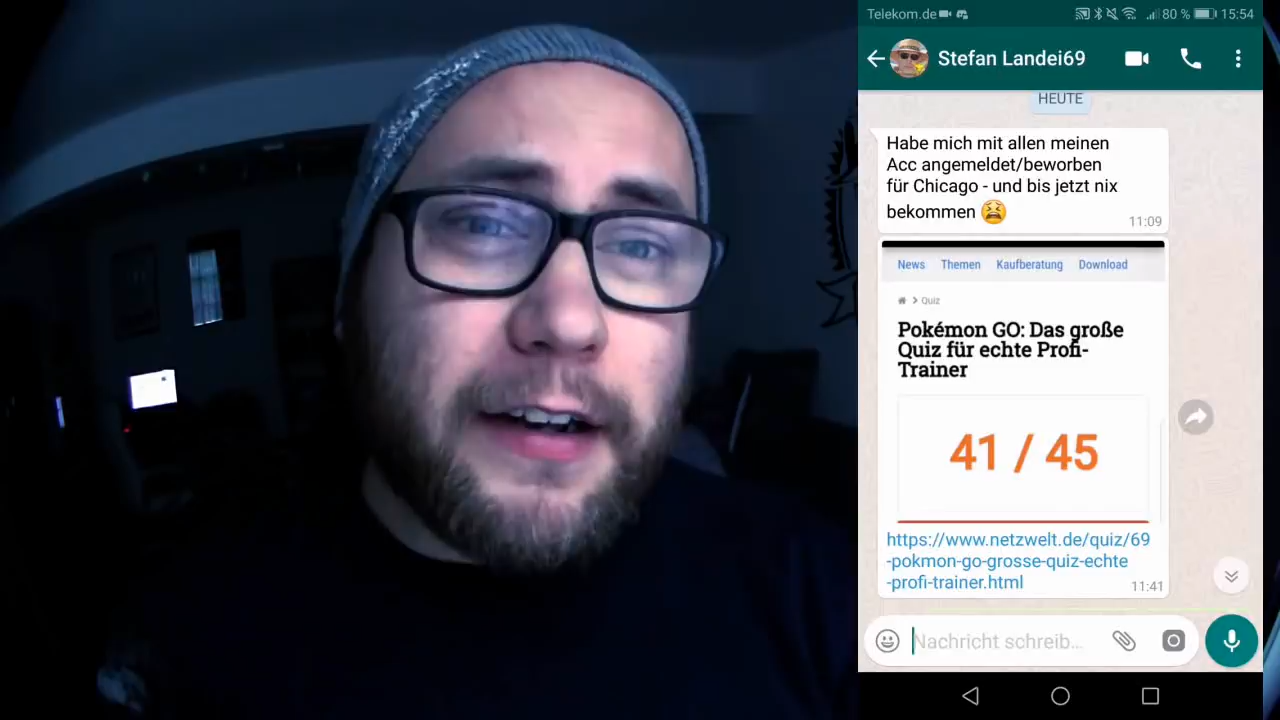 Telekom.de
80 %
15:54
Stefan Landei69
HEUTE
Habe mich mit allen meinen
Acc angemeldet/beworben
für Chicago - und bis jetzt nix
bekommen
11:09
News Themen Kaufberatung Download
Quiz
Pokémon GO: Das große
Quiz für echte Profi-
Trainer
41 / 45
https://www.netzwelt.de/quiz/69
-pokmon-go-grosse-quiz-echte
-profi-trainer.html
11:41
Nachricht schreib...